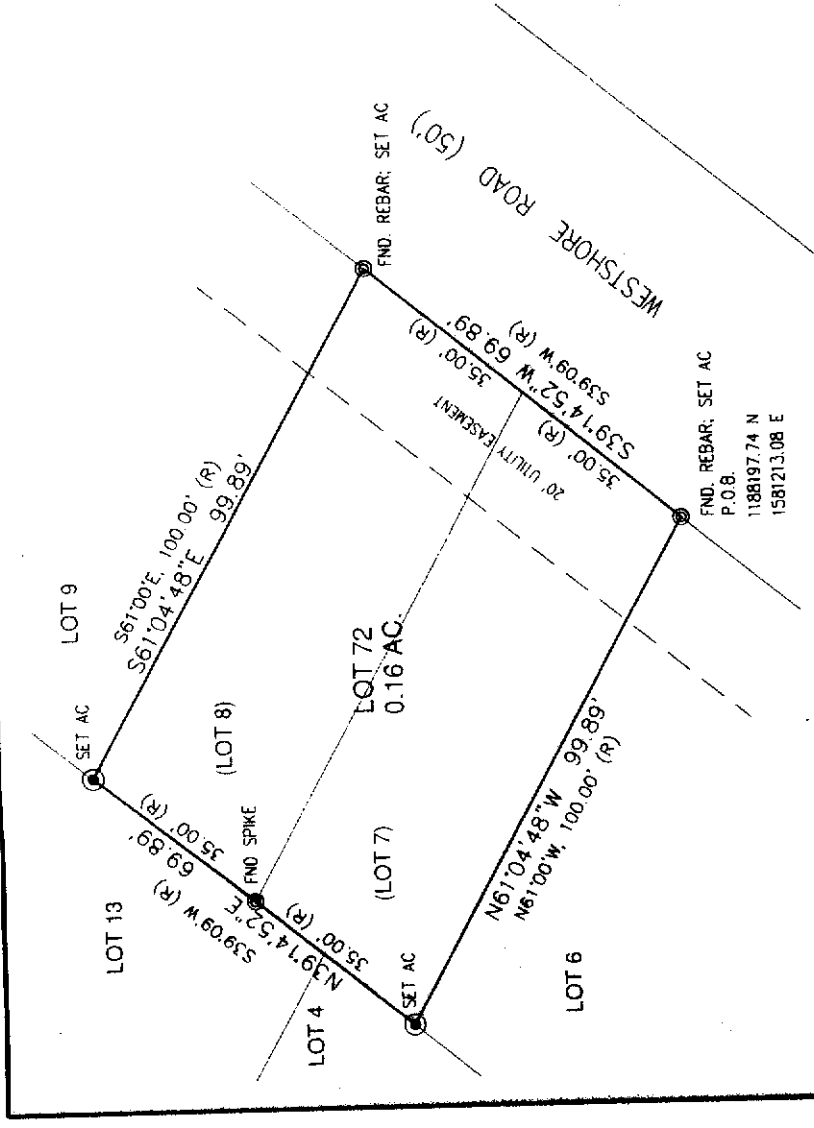 LOT 9
SET AC
S61°00'E, 100.00' (R)
S61°04'48"E 99.89'
FND. REBAR; SET AC
WESTSHORE ROAD (50')
LOT 13
(LOT 8)
35.00' (R)
69.89'
S39°09'W (R)
N39°14'52"E
35.00' (R)
FND SPIKE
LOT 4
SET AC
(LOT 7)
LOT 72
0.16 AC.
20' UTILITY EASEMENT
35.00' (R)
S39°14'52"W 69.89'
S39°09'W (R)
35.00' (R)
N61°04'48"W 99.89'
N61°00'W, 100.00' (R)
LOT 6
FND. REBAR; SET AC
P.O.B.
1188197.74 N
1581213.08 E